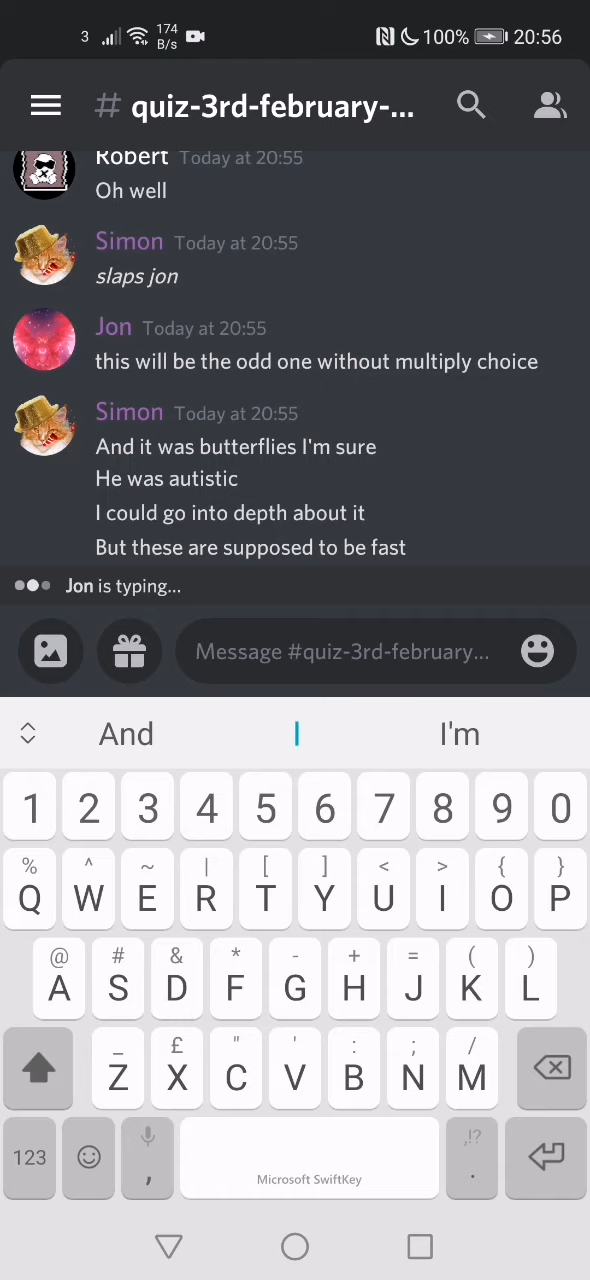 3 174 B/s 100% 20:56
# quiz-3rd-february-...
Robert Today at 20:55
Oh well
Simon Today at 20:55
slaps jon
Jon Today at 20:55
this will be the odd one without multiply choice
Simon Today at 20:55
And it was butterflies I'm sure
He was autistic
I could go into depth about it
But these are supposed to be fast
Jon is typing...
Message #quiz-3rd-february...
And I I'm
1 2 3 4 5 6 7 8 9 0
% ^ ~ | [ ] < > { }
Q W E R T Y U I O P
@ # & * - + = ( )
A S D F G H J K L
_ £ " ' : ; /
Z X C V B N M
123 , Microsoft SwiftKey ,!? .